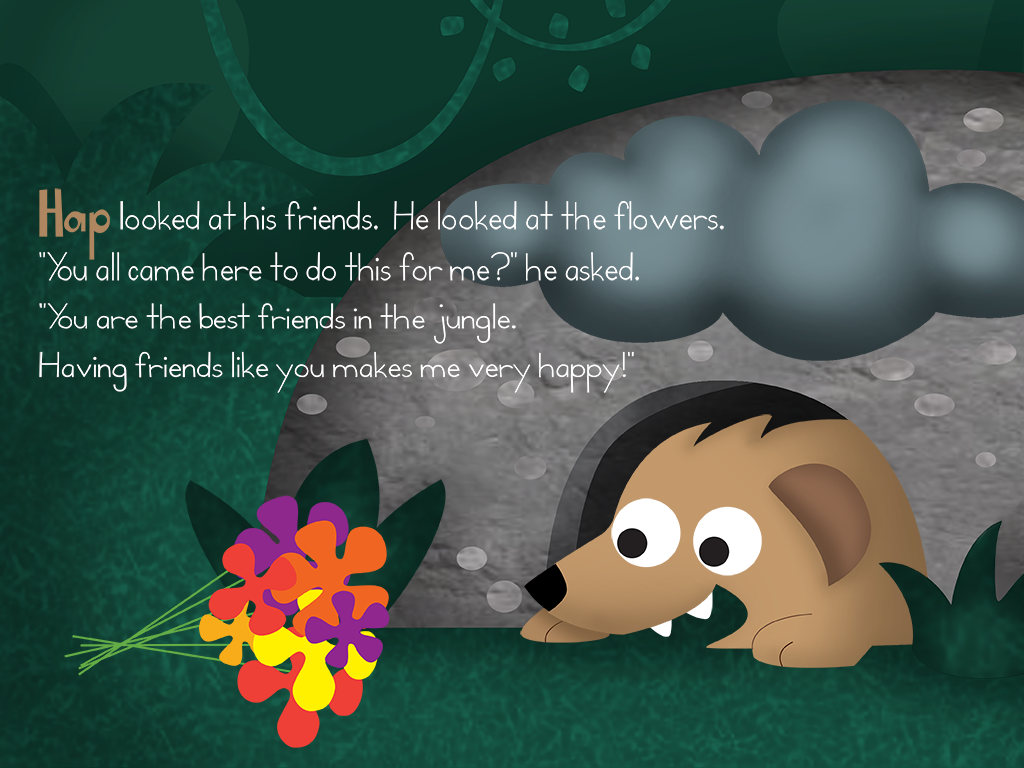 Hap looked at his friends. He looked at the flowers.
"You all came here to do this for me?" he asked.
"You are the best friends in the jungle.
Having friends like you makes me very happy!"